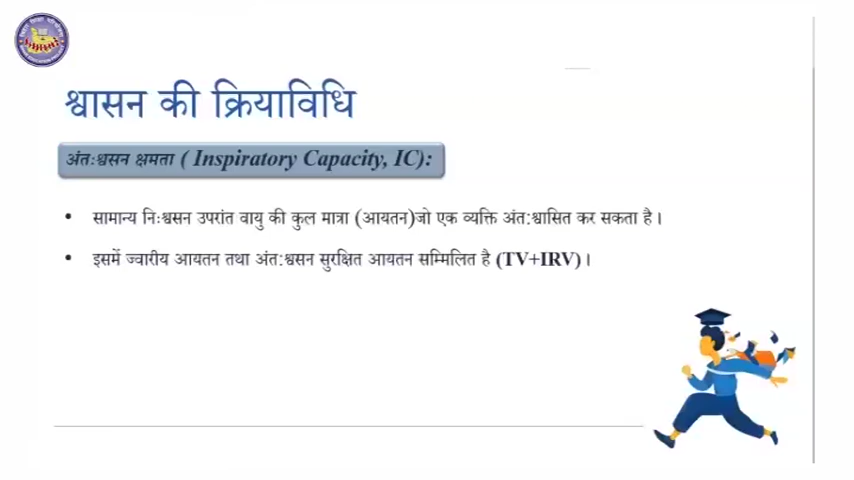 श्वासन की क्रियाविधि
अंतःश्वसन क्षमता ( Inspiratory Capacity, IC):
• सामान्य निःश्वसन उपरांत वायु की कुल मात्रा (आयतन)जो एक व्यक्ति अंत:श्वासित कर सकता है।
• इसमें ज्वारीय आयतन तथा अंत:श्वसन सुरक्षित आयतन सम्मिलित है (TV+IRV)।